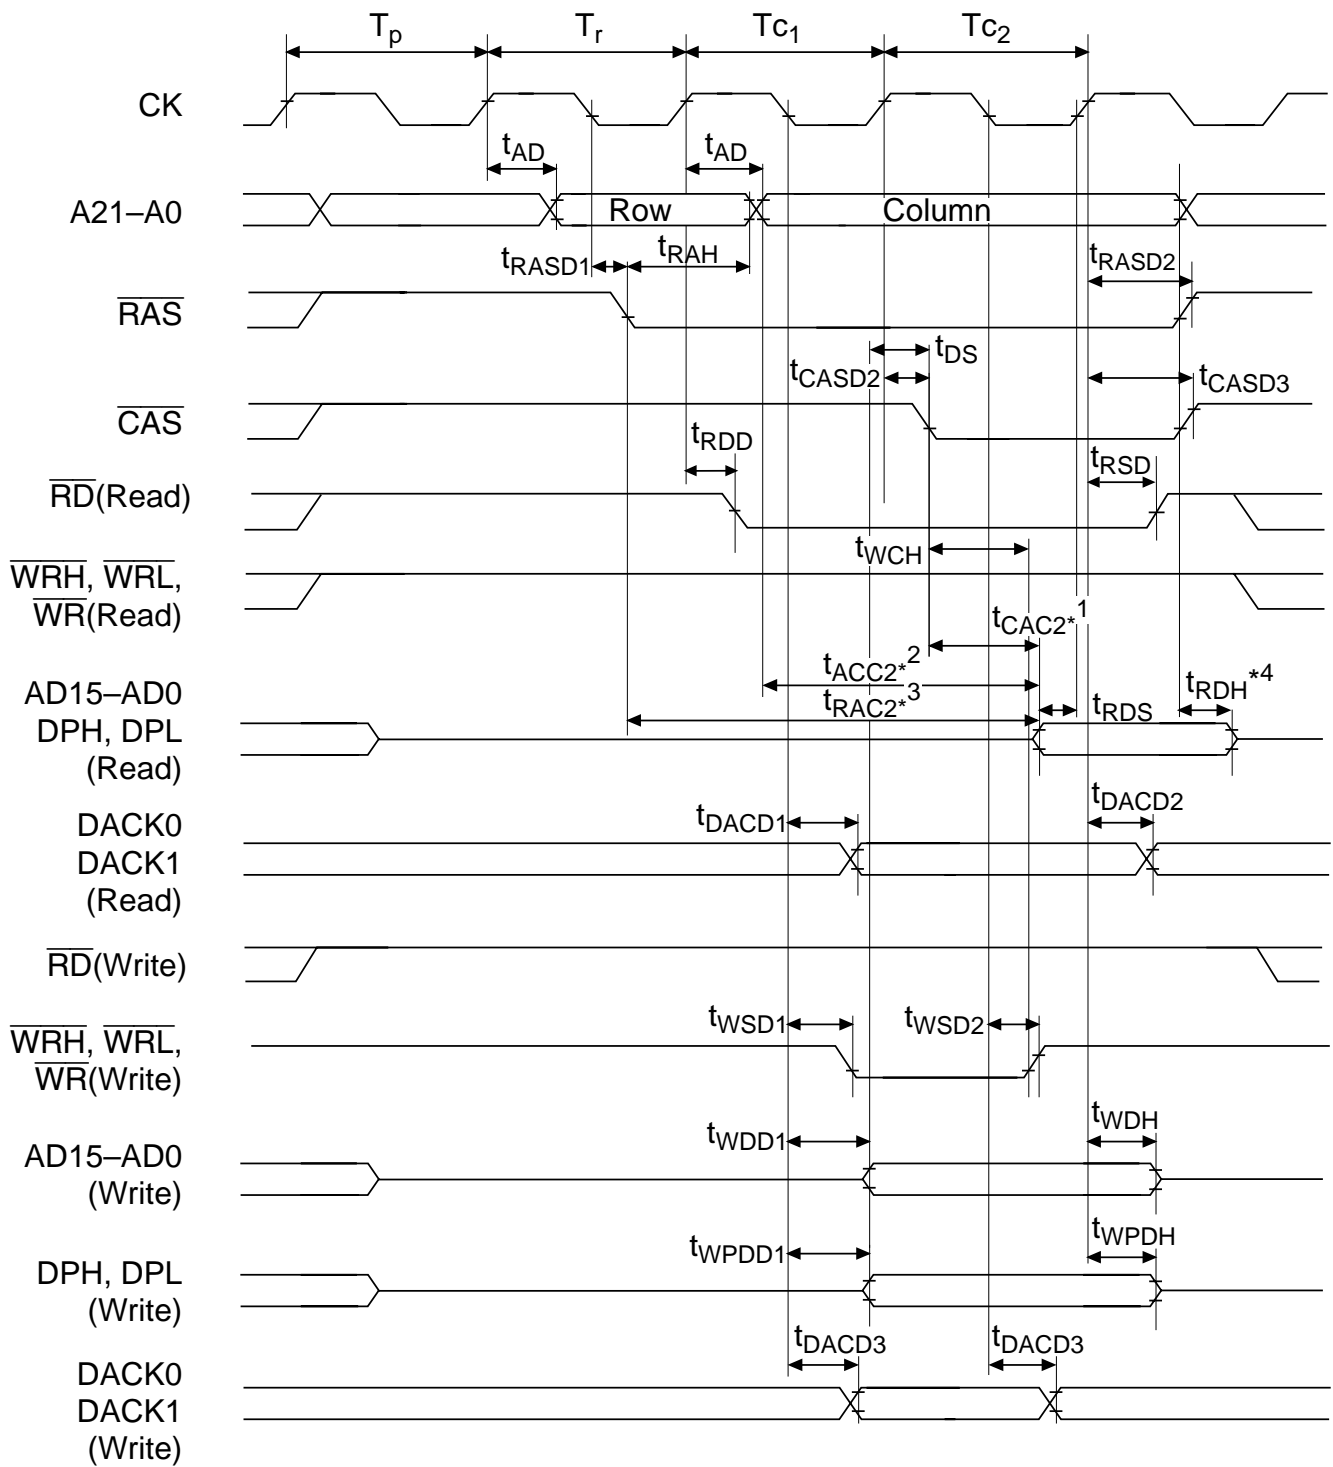 Tp Tr Tc1 Tc2
CK
tAD tAD
A21–A0 Row Column
tRASD1 tRAH tRASD2
RAS
tDS
tCASD2 tCASD3
CAS
tRDD tRSD
RD(Read)
tWCH
WRH, WRL,
WR(Read)
tCAC2*1
tACC2*2
tRAC2*3 tRDS tRDH*4
AD15–AD0
DPH, DPL
(Read)
tDACD1 tDACD2
DACK0
DACK1
(Read)
RD(Write)
tWSD1 tWSD2
WRH, WRL,
WR(Write)
tWDD1 tWDH
AD15–AD0
(Write)
tWPDD1 tWPDH
DPH, DPL
(Write)
tDACD3 tDACD3
DACK0
DACK1
(Write)